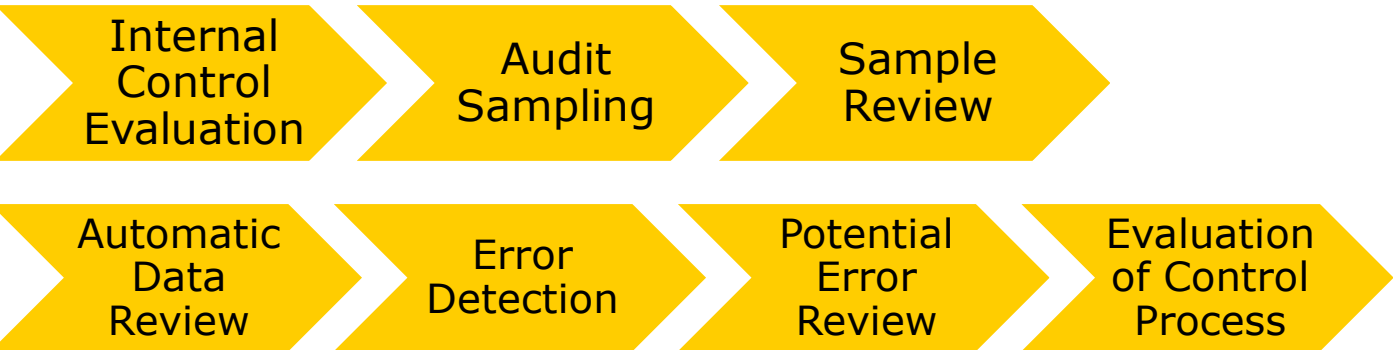 Internal
Control
Evaluation
Audit
Sampling
Sample
Review
Automatic
Data
Review
Error
Detection
Potential
Error
Review
Evaluation
of Control
Process